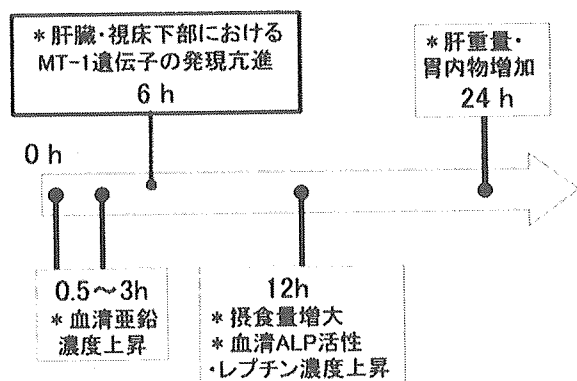 *肝臓・視床下部における
MT-1遺伝子の発現亢進
6 h
*肝重量・
胃内物増加
24 h
0 h
0.5～3h
*血清亜鉛
濃度上昇
12h
*摂食量増大
*血清ALP活性
・レプチン濃度上昇